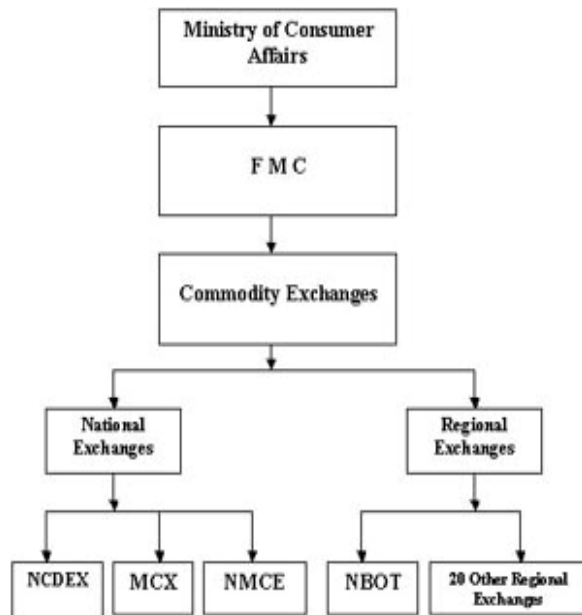 Ministry of Consumer
Affairs
F M C
Commodity Exchanges
National
Exchanges
Regional
Exchanges
NCDEX
MCX
NMCE
NBOT
20 Other Regional
Exchanges